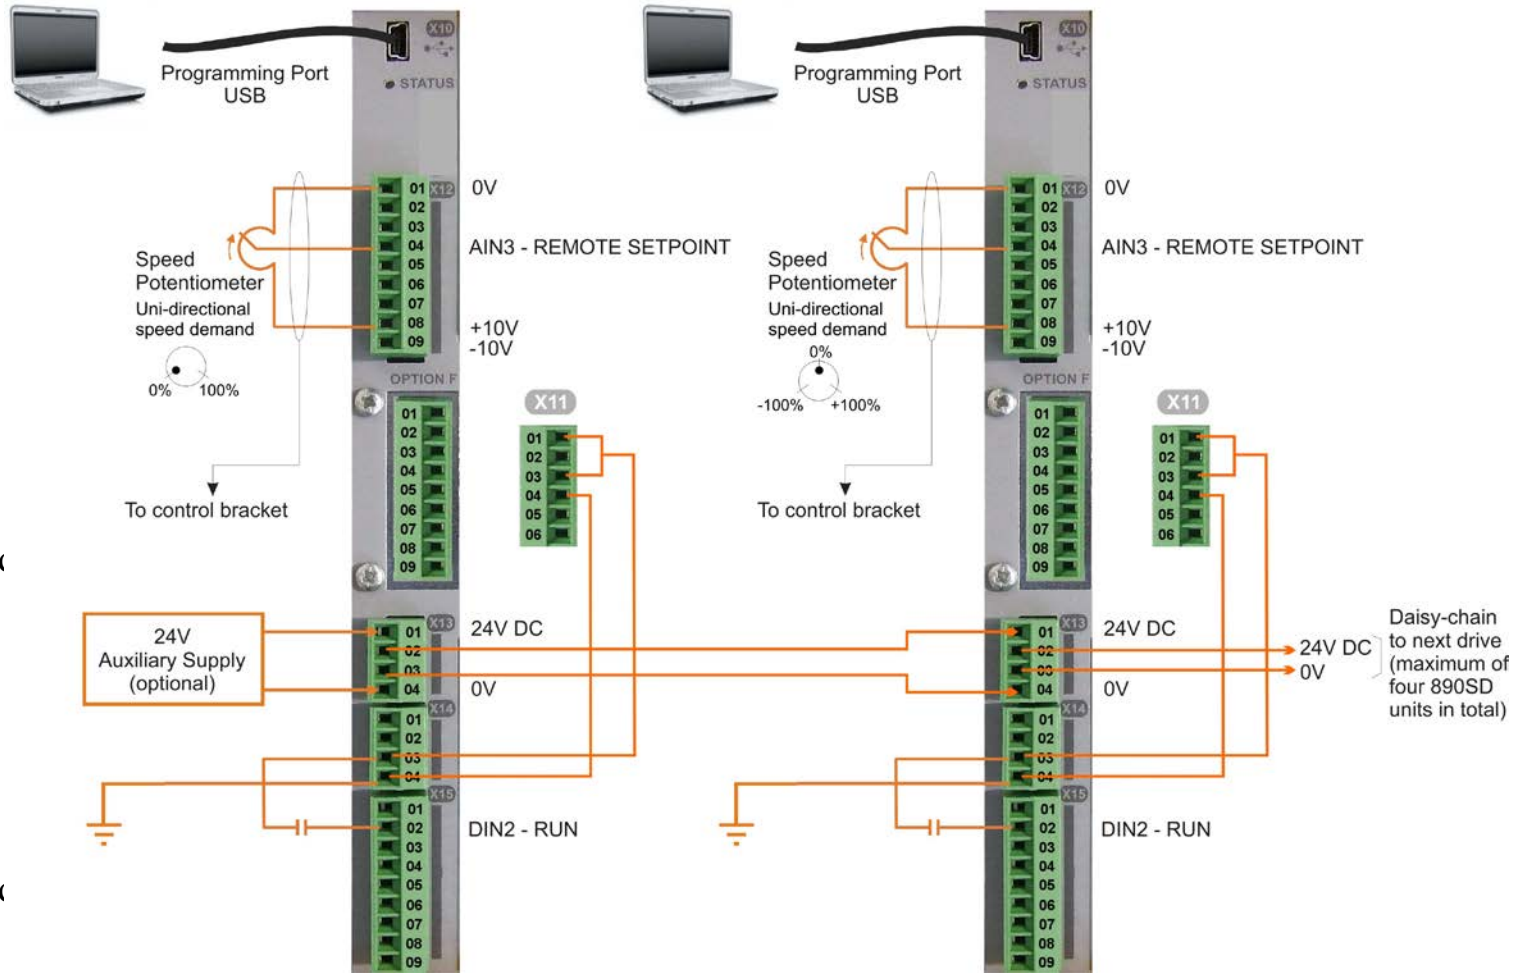 X10
Programming Port
USB
STATUS
01 X12 0V
02
03
04 AIN3 - REMOTE SETPOINT
05
06
07
08 +10V
09 -10V
Speed
Potentiometer
Uni-directional
speed demand
0% 100%
OPTION F
X11
01
02
03
04
05
06
07
08
09
01
02
03
04
05
06
To control bracket
24V
Auxiliary Supply
(optional)
X13
01 24V DC
02
03
04 0V
X14
01
02
03
04
X15
01
02 DIN2 - RUN
03
04
05
06
07
08
09
X10
Programming Port
USB
STATUS
01 X12 0V
02
03
04 AIN3 - REMOTE SETPOINT
05
06
07
08 +10V
09 -10V
Speed
Potentiometer
Uni-directional
speed demand
0%
-100% +100%
OPTION F
X11
01
02
03
04
05
06
07
08
09
01
02
03
04
05
06
To control bracket
X13
01 24V DC
02
03
04 0V
24V DC
0V
Daisy-chain
to next drive
(maximum of
four 890SD
units in total)
X14
01
02
03
04
X15
01
02 DIN2 - RUN
03
04
05
06
07
08
09